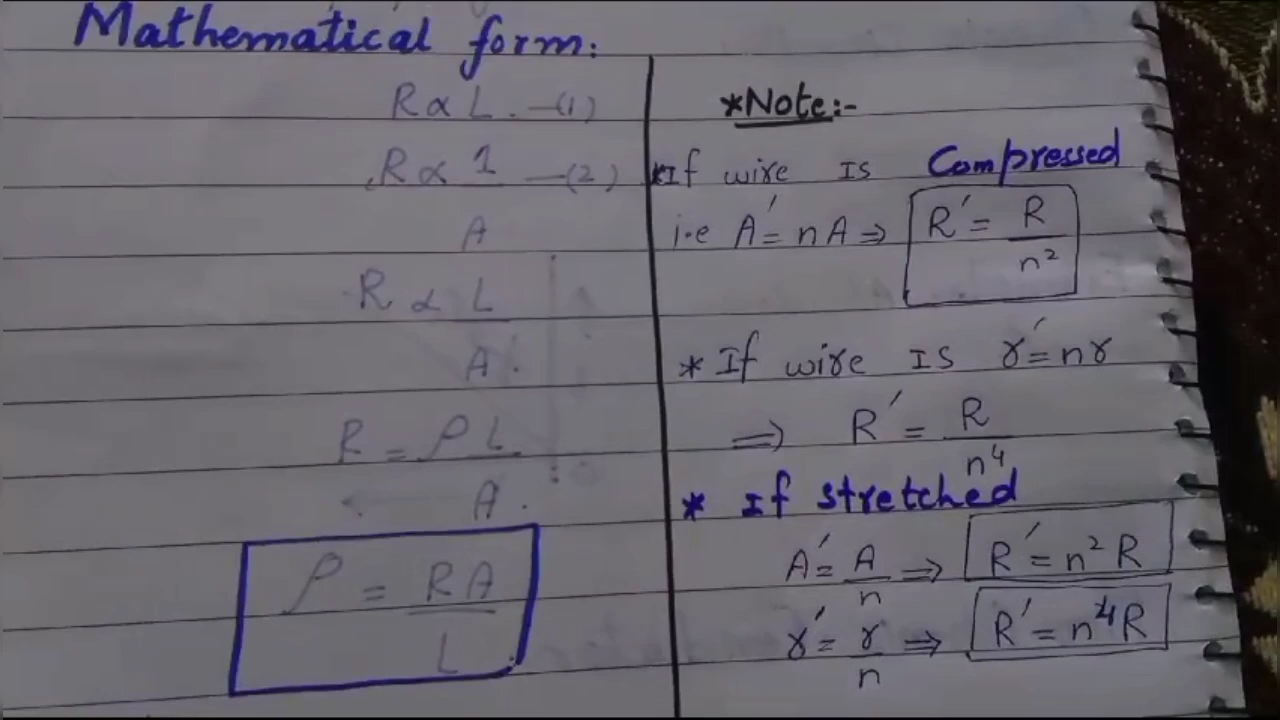 Mathematical form:
R ∝ L. —(1)
R ∝ 1 —(2)
A
R ∝ L
A.
R = ρL
A.
ρ = RA
L
*Note:-
*If wire Is Compressed
i.e A' = nA ⇒ R' = R
n²
* If wire Is r' = nr
⇒ R' = R
n⁴
* If stretched
A' = A ⇒ R' = n²R
n
r' = r ⇒ R' = n⁴R
n